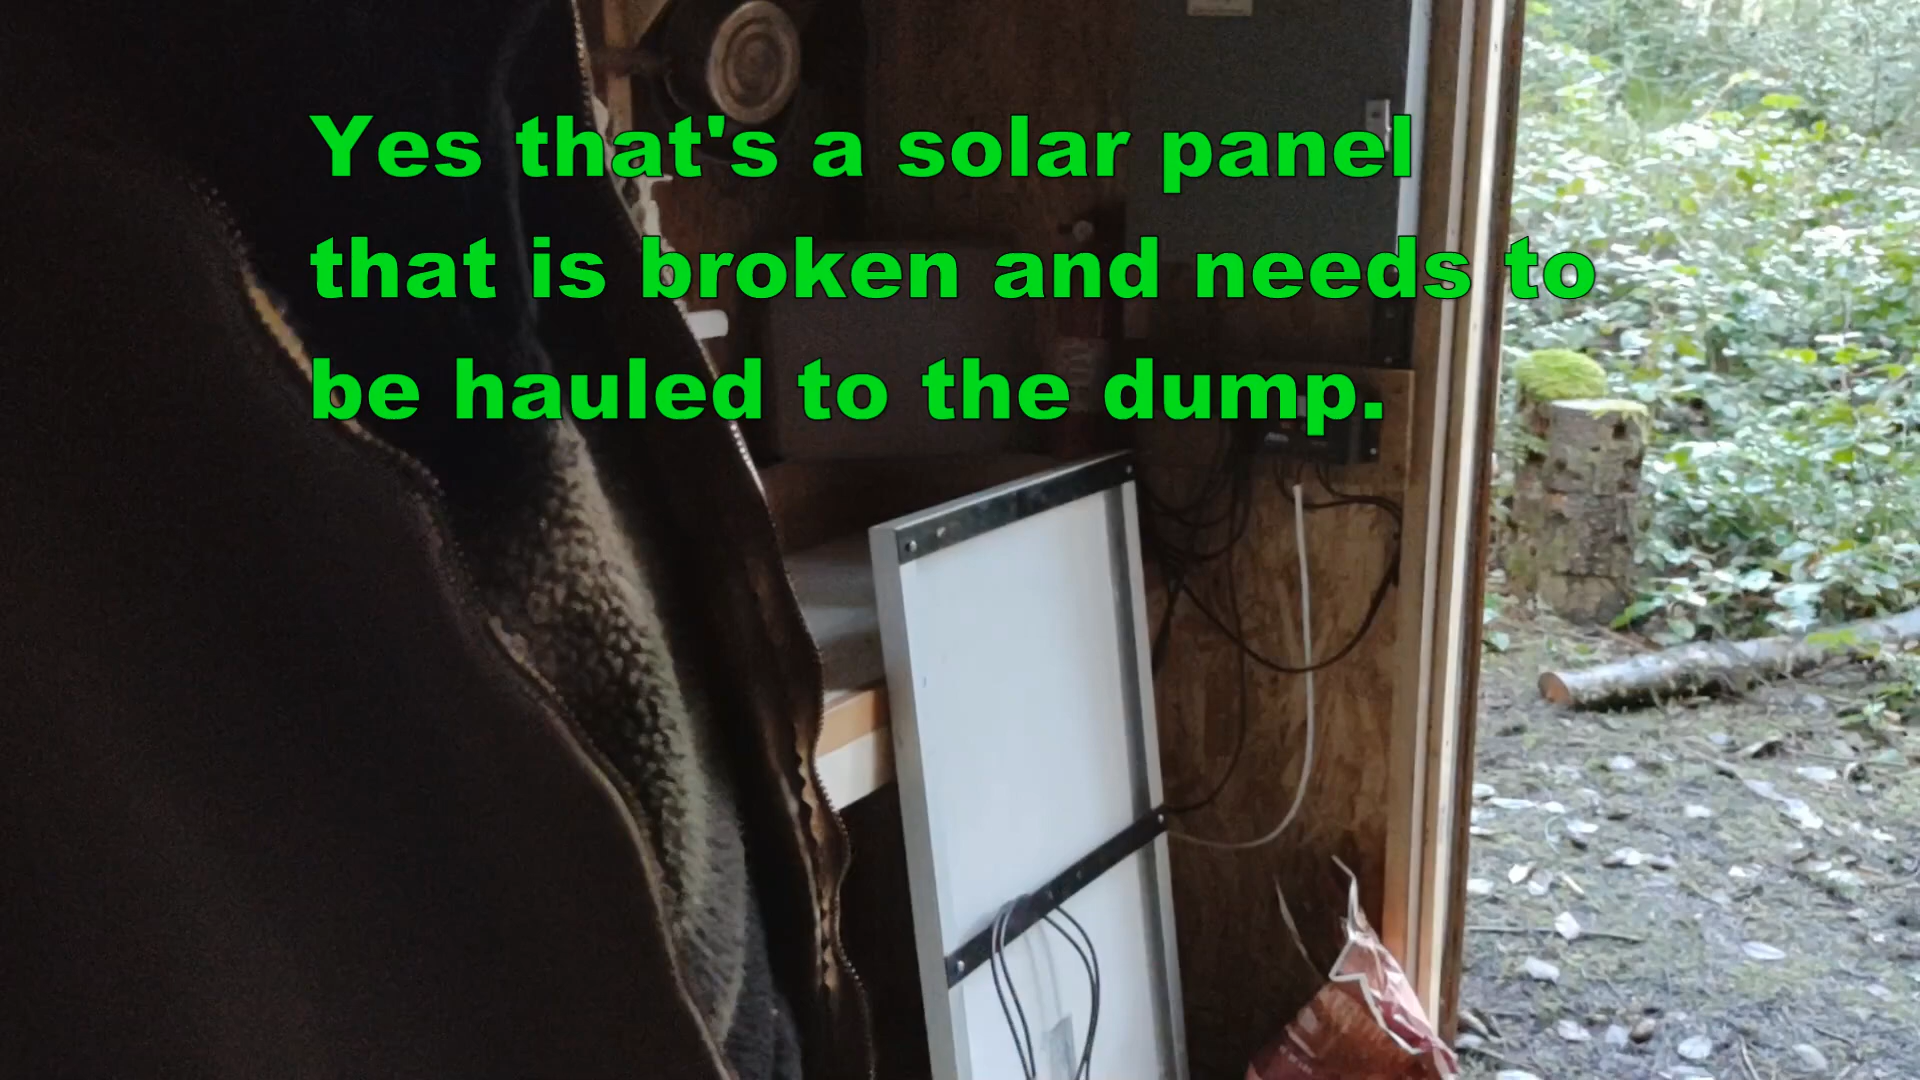 Yes that's a solar panel
that is broken and needs to
be hauled to the dump.